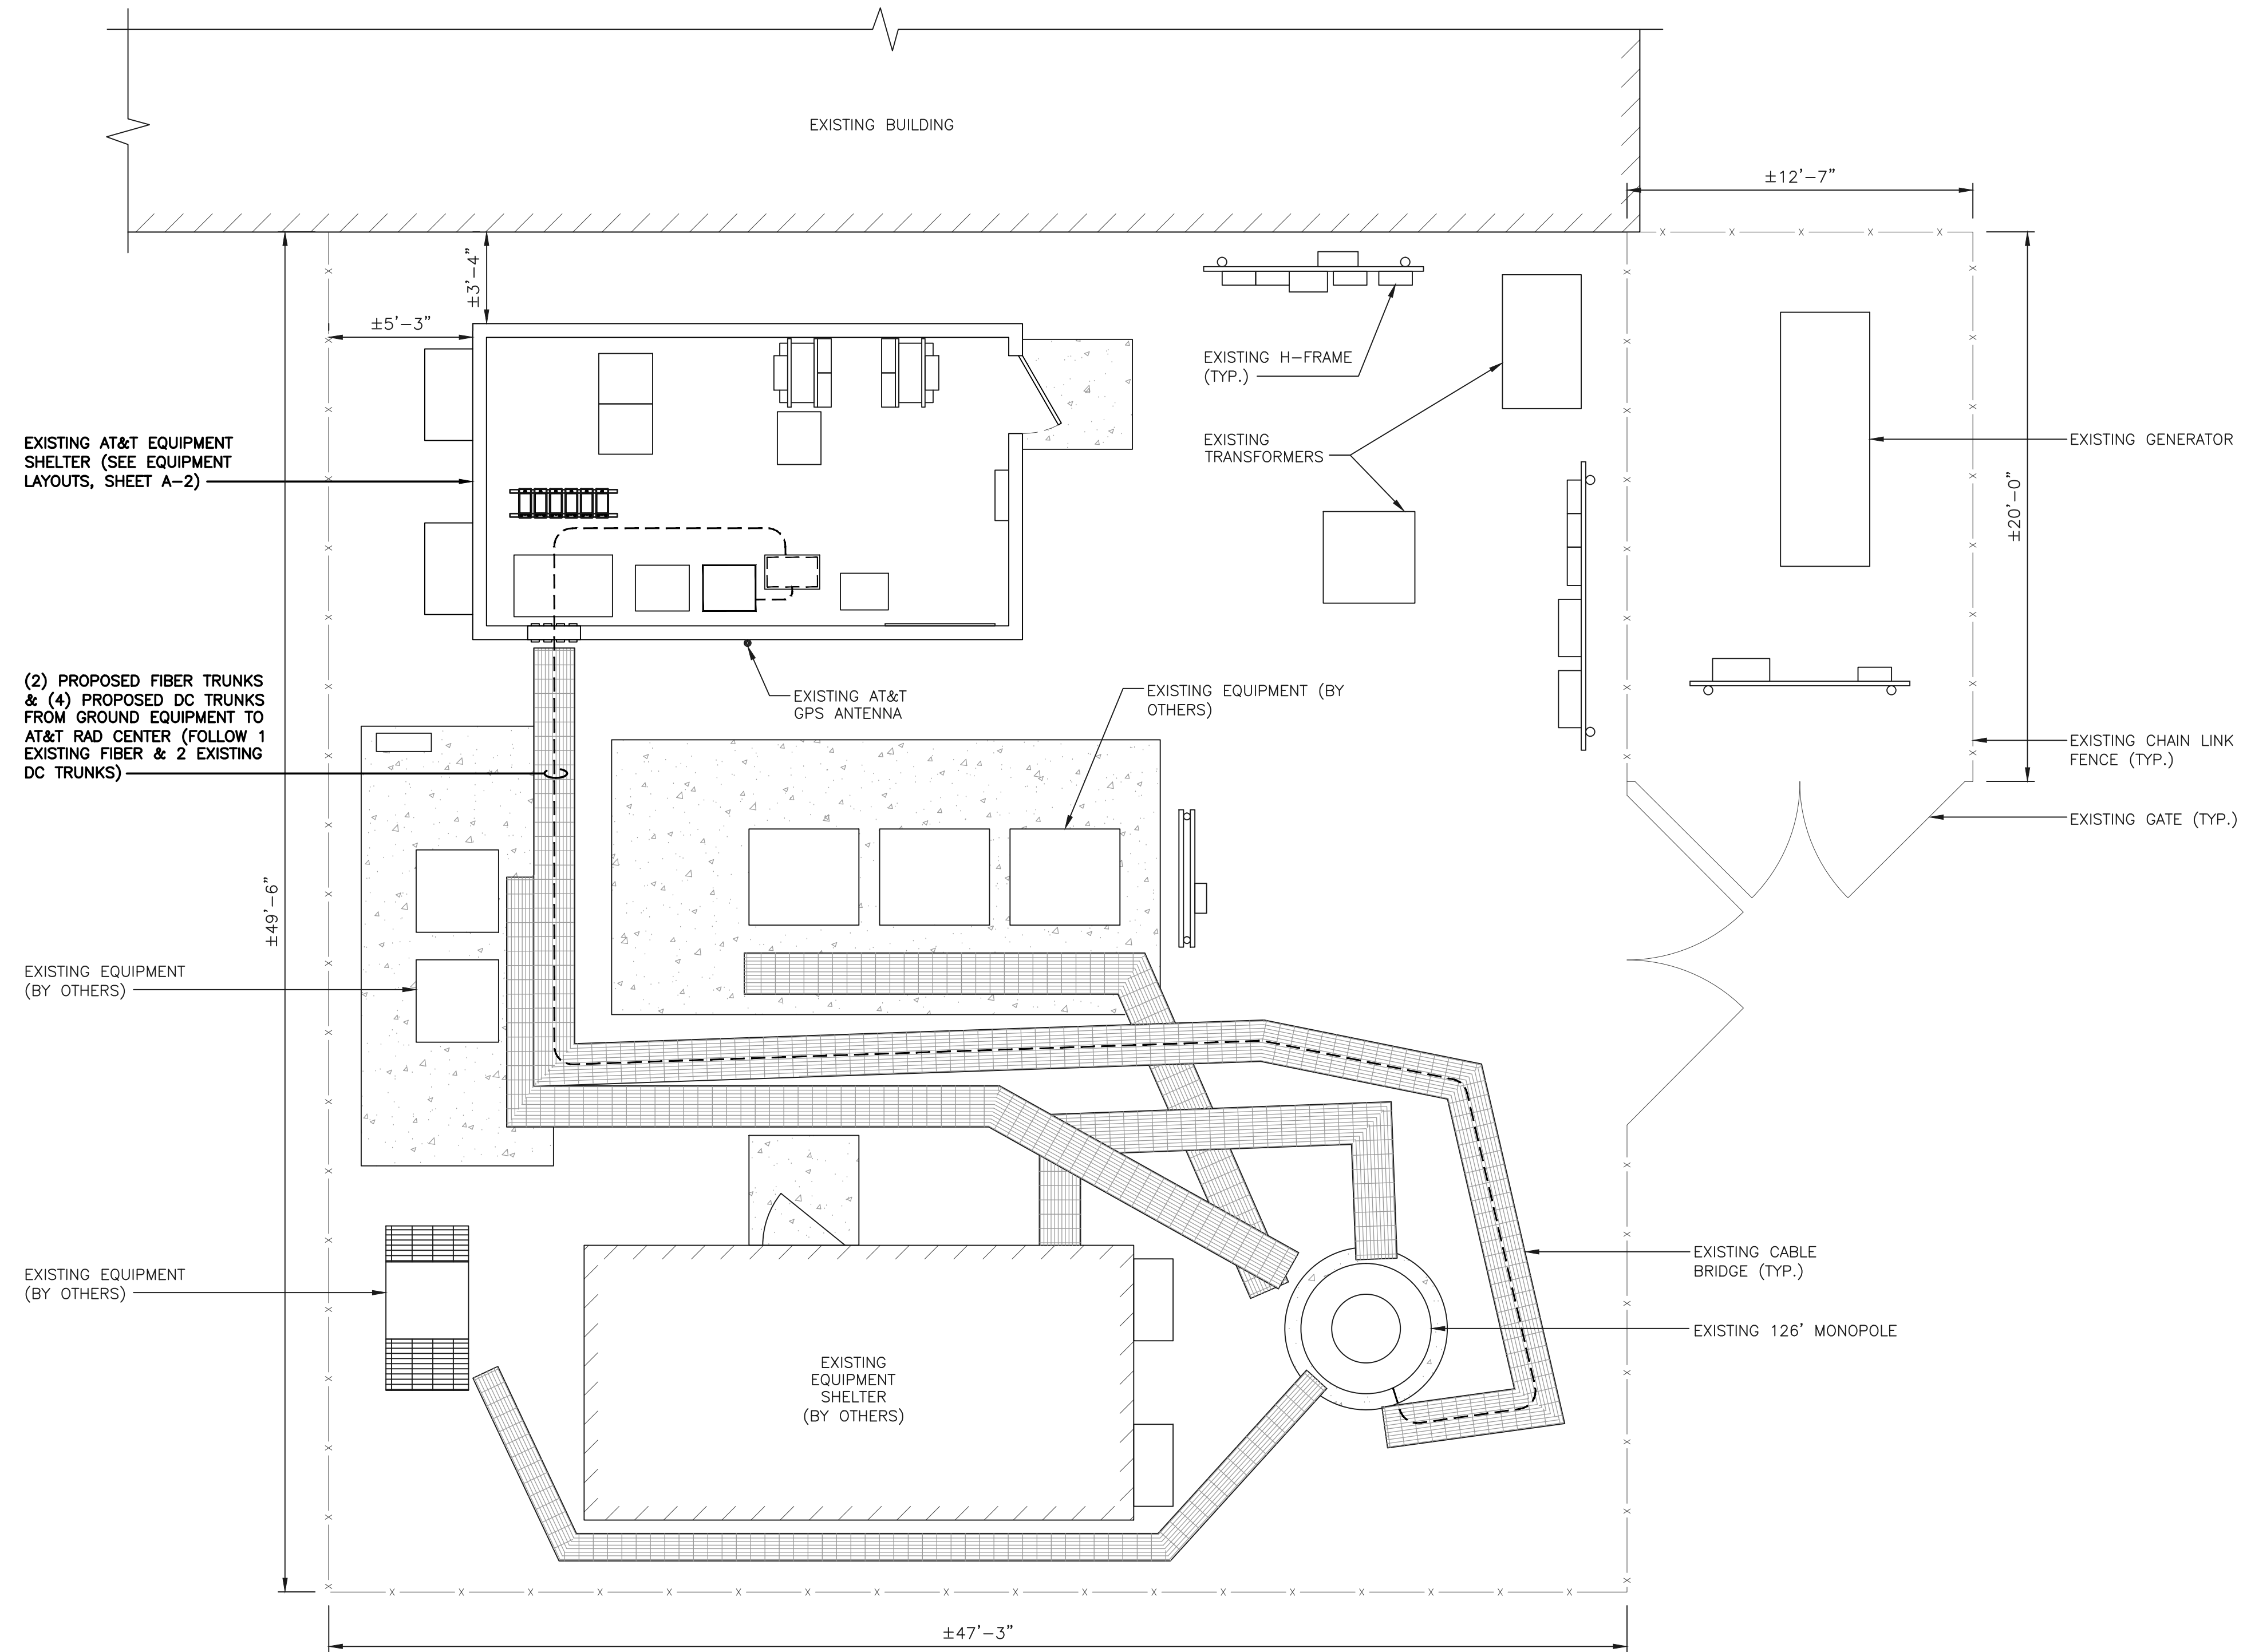 EXISTING BUILDING
±12'-7"
±3'-4"
±5'-3"
EXISTING H-FRAME
(TYP.)
EXISTING AT&T EQUIPMENT
SHELTER (SEE EQUIPMENT
LAYOUTS, SHEET A-2)
EXISTING
TRANSFORMERS
EXISTING GENERATOR
±20'-0"
(2) PROPOSED FIBER TRUNKS
& (4) PROPOSED DC TRUNKS
FROM GROUND EQUIPMENT TO
AT&T RAD CENTER (FOLLOW 1
EXISTING FIBER & 2 EXISTING
DC TRUNKS)
EXISTING AT&T
GPS ANTENNA
EXISTING EQUIPMENT (BY
OTHERS)
EXISTING CHAIN LINK
FENCE (TYP.)
EXISTING GATE (TYP.)
±49'-6"
EXISTING EQUIPMENT
(BY OTHERS)
EXISTING EQUIPMENT
(BY OTHERS)
EXISTING CABLE
BRIDGE (TYP.)
EXISTING 126' MONOPOLE
EXISTING
EQUIPMENT
SHELTER
(BY OTHERS)
±47'-3"